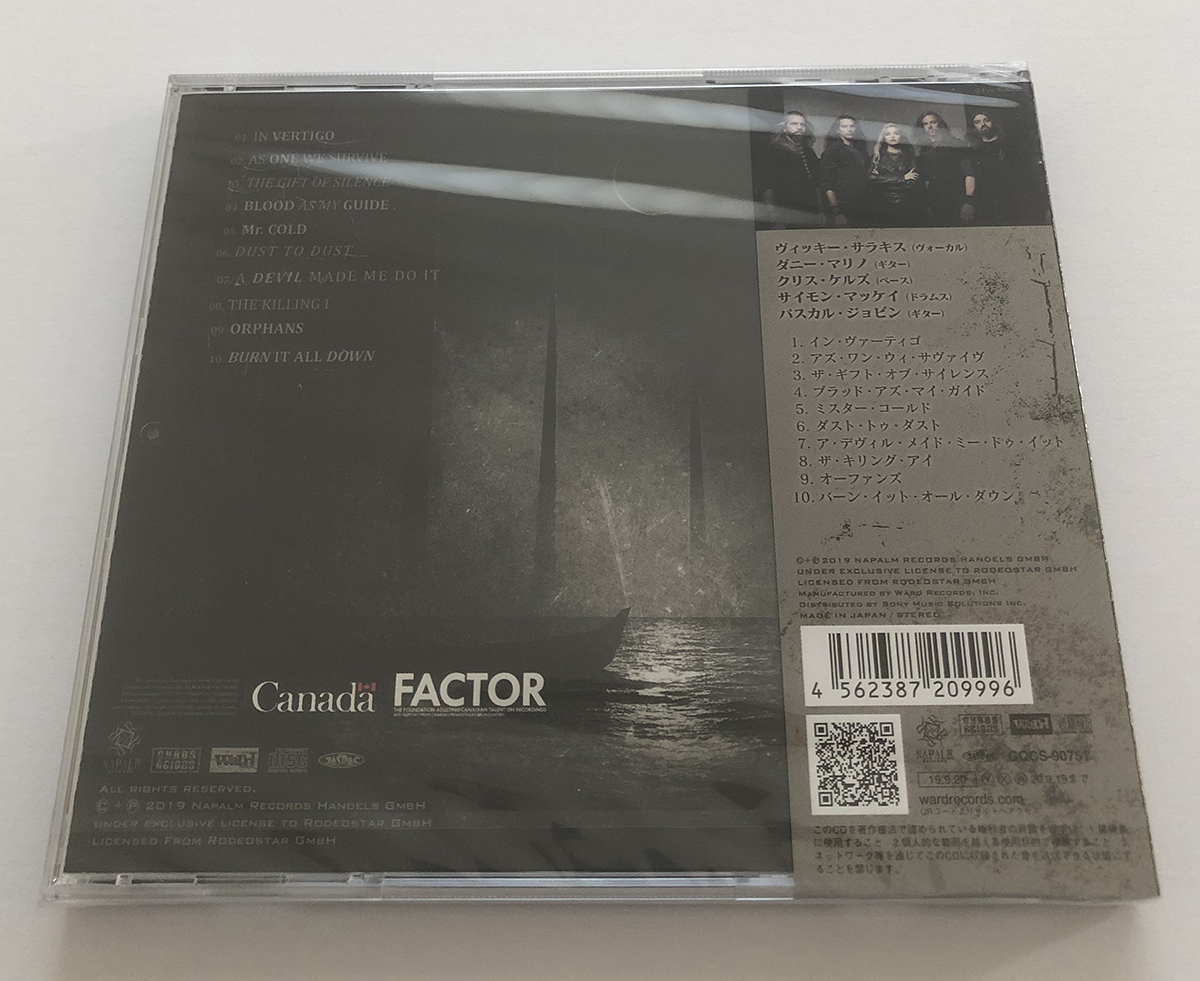 01. IN VERTIGO
02. AS ONE WE SURVIVE
03. THE GIFT OF SILENCE
04. BLOOD AS MY GUIDE
05. Mr. COLD
06. DUST TO DUST
07. A DEVIL MADE ME DO IT
08. THE KILLING I
09. ORPHANS
10. BURN IT ALL DOWN
Canada
FACTOR
THE FOUNDATION ASSISTING CANADIAN TALENT ON RECORDINGS
NAPALM
CHAOS REIGNS
ward
DISC
JASRAC
ALL RIGHTS RESERVED.
©+℗ 2019 NAPALM RECORDS HANDELS GMBH
UNDER EXCLUSIVE LICENSE TO RODEOSTAR GMBH
LICENSED FROM RODEOSTAR GMBH
ヴィッキー・サラキス (ヴォーカル)
ダニー・マリノ (ギター)
クリス・ケルズ (ベース)
サイモン・マッケイ (ドラムス)
パスカル・ジョビン (ギター)
1. イン・ヴァーティゴ
2. アズ・ワン・ウィ・サヴァイヴ
3. ザ・ギフト・オブ・サイレンス
4. ブラッド・アズ・マイ・ガイド
5. ミスター・コールド
6. ダスト・トゥ・ダスト
7. ア・デヴィル・メイド・ミー・ドゥ・イット
8. ザ・キリング・アイ
9. オーファンズ
10. バーン・イット・オール・ダウン
©+℗2019 NAPALM RECORDS HANDELS GMBH
UNDER EXCLUSIVE LICENSE TO RODEOSTAR GMBH
LICENSED FROM RODEOSTAR GMBH
MANUFACTURED BY WARD RECORDS, INC.
DISTRIBUTED BY SONY MUSIC SOLUTIONS INC.
MADE IN JAPAN / STEREO
4 562387 209996
GQCS-90751
19.9.20
wardrecords.com